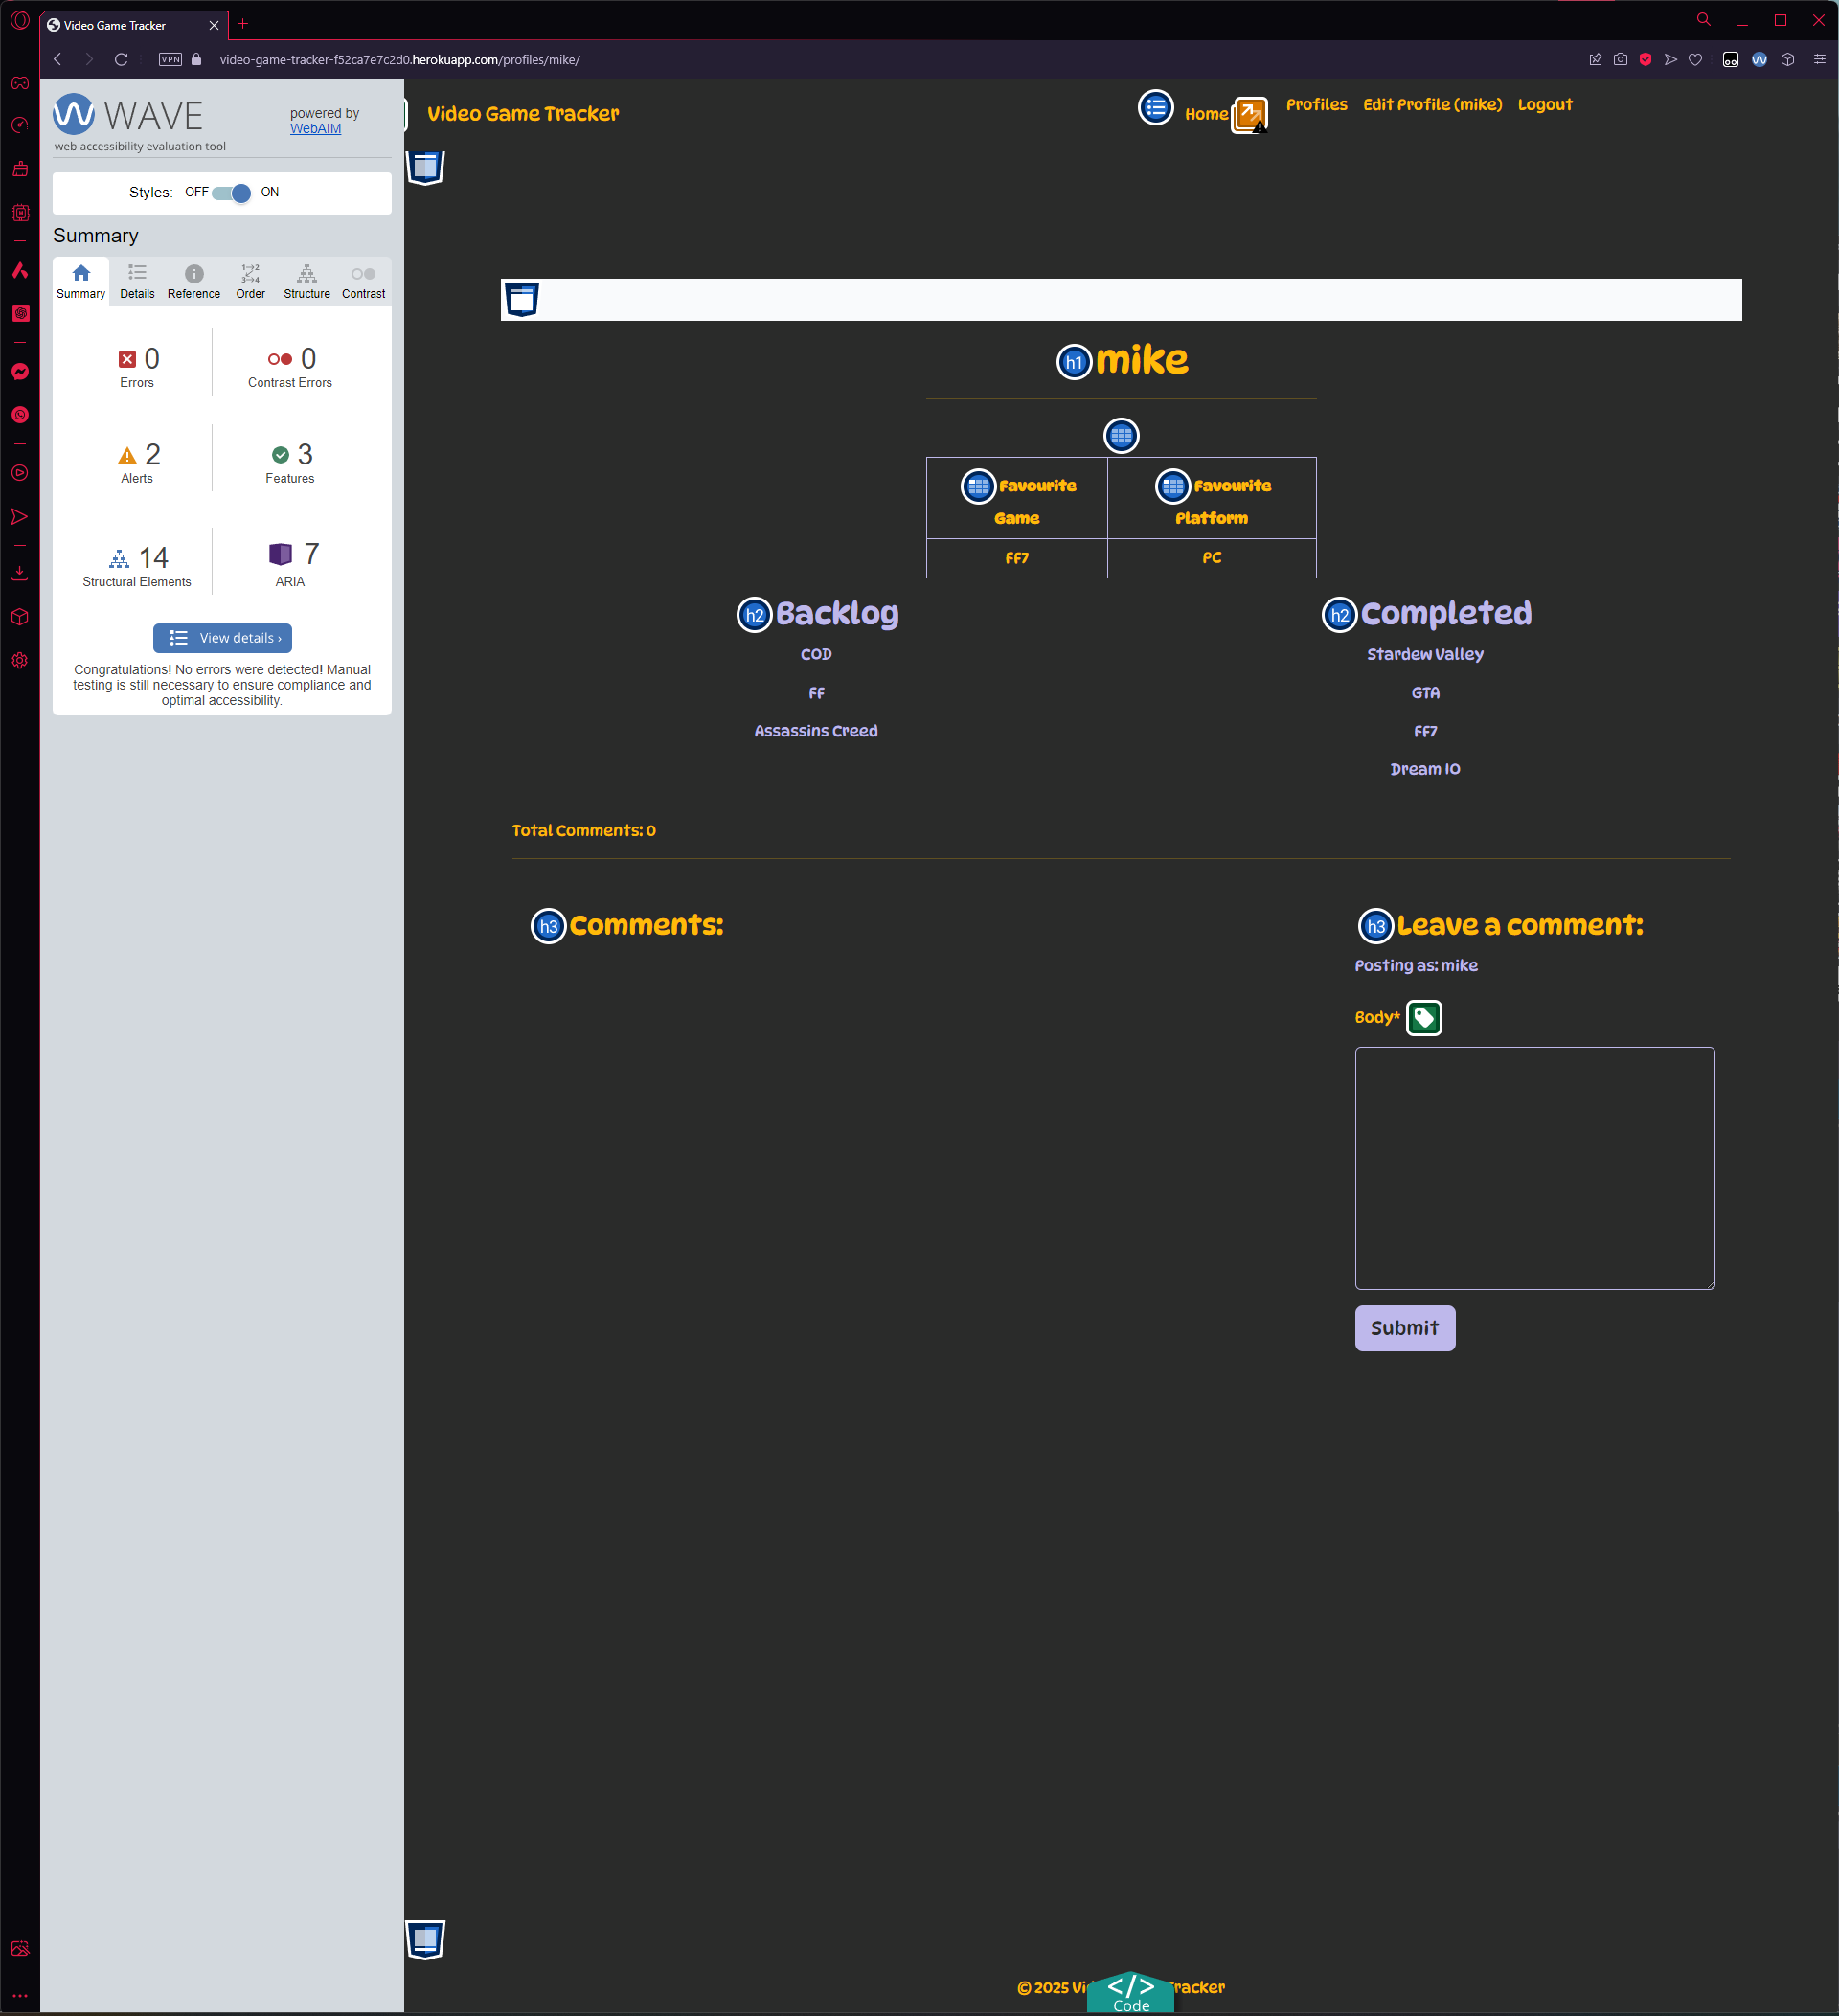 Video Game Tracker
VPN
video-game-tracker-f52ca7e7c2d0.herokuapp.com/profiles/mike/
WAVE
web accessibility evaluation tool
powered by
WebAIM
Styles: OFF ON
Summary
Summary Details Reference Order Structure Contrast
0
Errors
0
Contrast Errors
2
Alerts
3
Features
14
Structural Elements
7
ARIA
View details ›
Congratulations! No errors were detected! Manual
testing is still necessary to ensure compliance and
optimal accessibility.
Video Game Tracker
Home Profiles Edit Profile (mike) Logout
h1 mike
Favourite
Game
Favourite
Platform
FF7 PC
h2 Backlog
COD
FF
Assassins Creed
h2 Completed
Stardew Valley
GTA
FF7
Dream IO
Total Comments: 0
h3 Comments:
h3 Leave a comment:
Posting as: mike
Body*
Submit
© 2025 Vi Tracker
</> 
Code